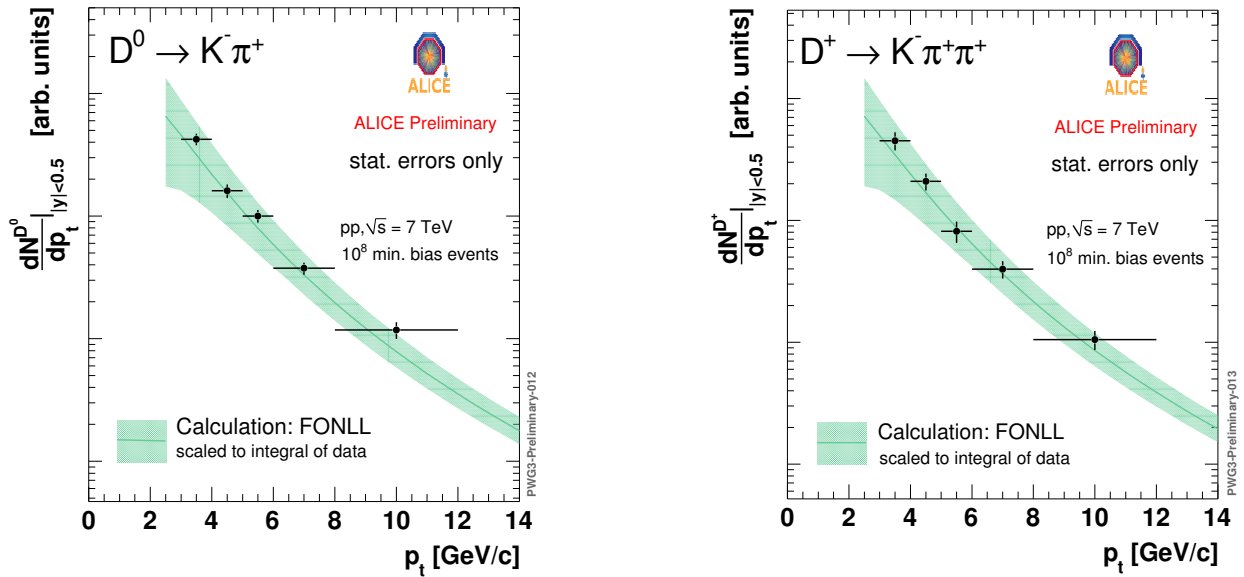 D⁰ → K⁻π⁺
ALICE
ALICE Preliminary
stat. errors only
pp,√s = 7 TeV
10⁸ min. bias events
dN^{D⁰}/dp_t |_{|y|<0.5} [arb. units]
Calculation: FONLL
scaled to integral of data
PWG3-Preliminary-012
0 2 4 6 8 10 12 14
p_t [GeV/c]
D⁺ → K⁻π⁺π⁺
ALICE
ALICE Preliminary
stat. errors only
pp,√s = 7 TeV
10⁸ min. bias events
dN^{D⁺}/dp_t |_{|y|<0.5} [arb. units]
Calculation: FONLL
scaled to integral of data
PWG3-Preliminary-013
0 2 4 6 8 10 12 14
p_t [GeV/c]